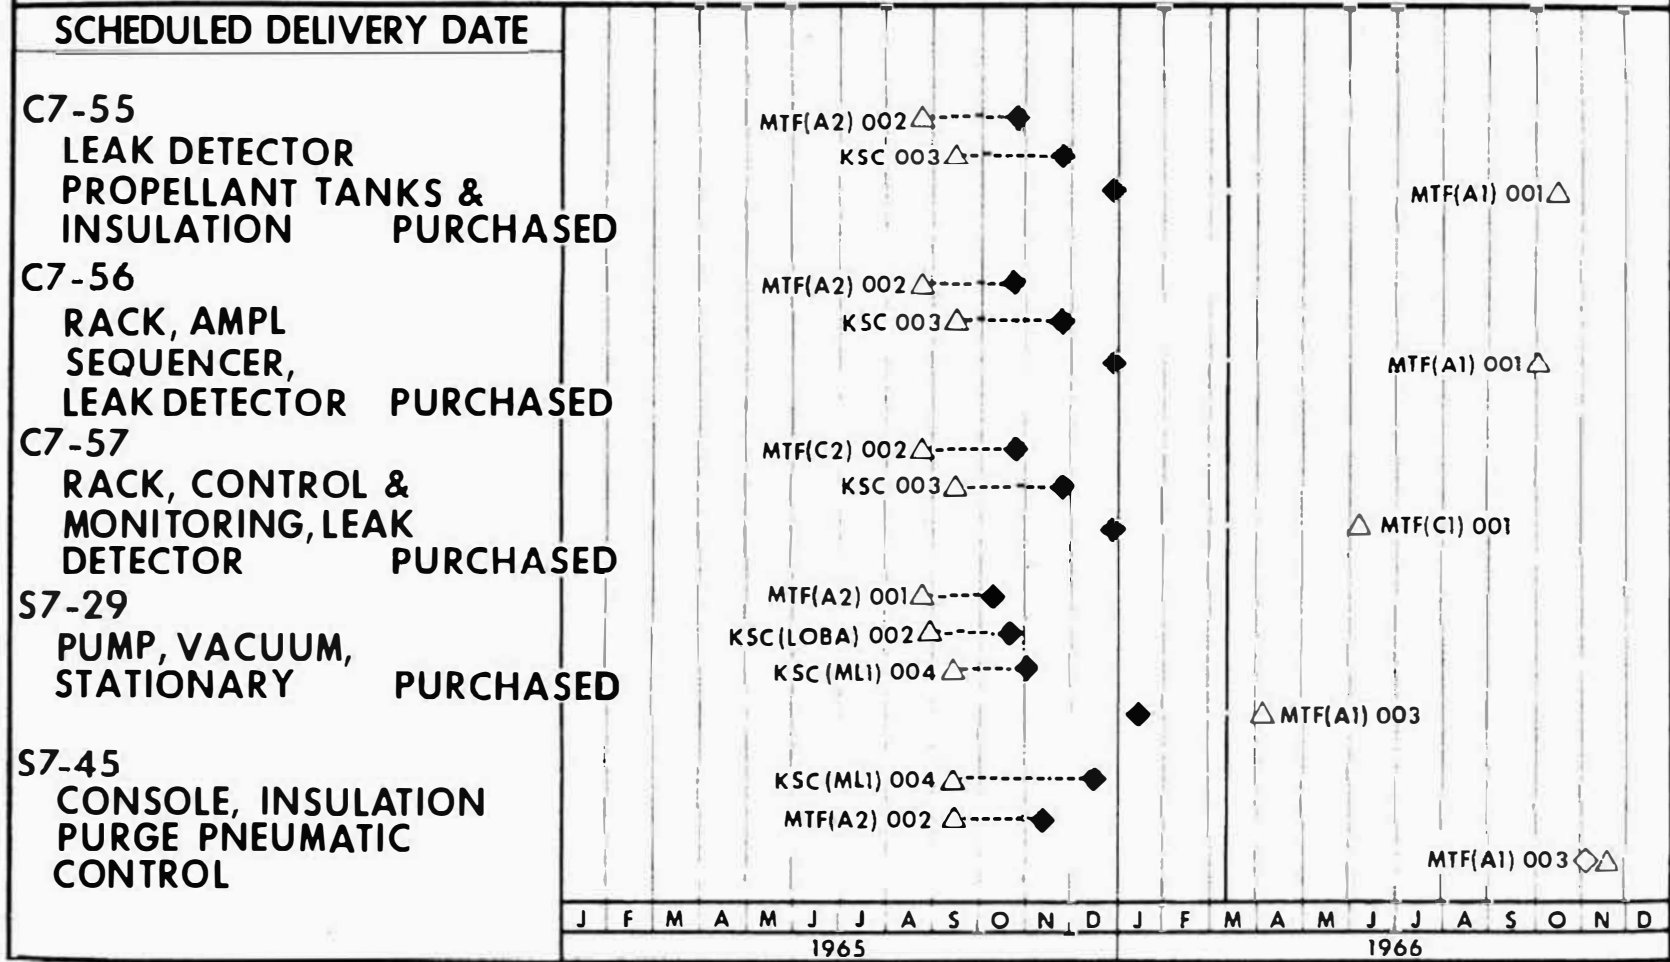 SCHEDULED DELIVERY DATE
C7-55
MTF(A2) 002
LEAK DETECTOR
KSC 003
PROPELLANT TANKS &
MTF(A1) 001
INSULATION PURCHASED
C7-56
MTF(A2) 002
RACK, AMPL
KSC 003
SEQUENCER,
MTF(A1) 001
LEAK DETECTOR PURCHASED
C7-57
MTF(C2) 002
RACK, CONTROL &
KSC 003
MONITORING, LEAK
MTF(C1) 001
DETECTOR PURCHASED
S7-29
MTF(A2) 001
PUMP, VACUUM,
KSC(LOBA) 002
STATIONARY PURCHASED
KSC(ML1) 004
MTF(A1) 003
S7-45
KSC(ML1) 004
CONSOLE, INSULATION
MTF(A2) 002
PURGE PNEUMATIC
MTF(A1) 003
CONTROL
J F M A M J J A S O N D J F M A M J J A S O N D
1965 1966